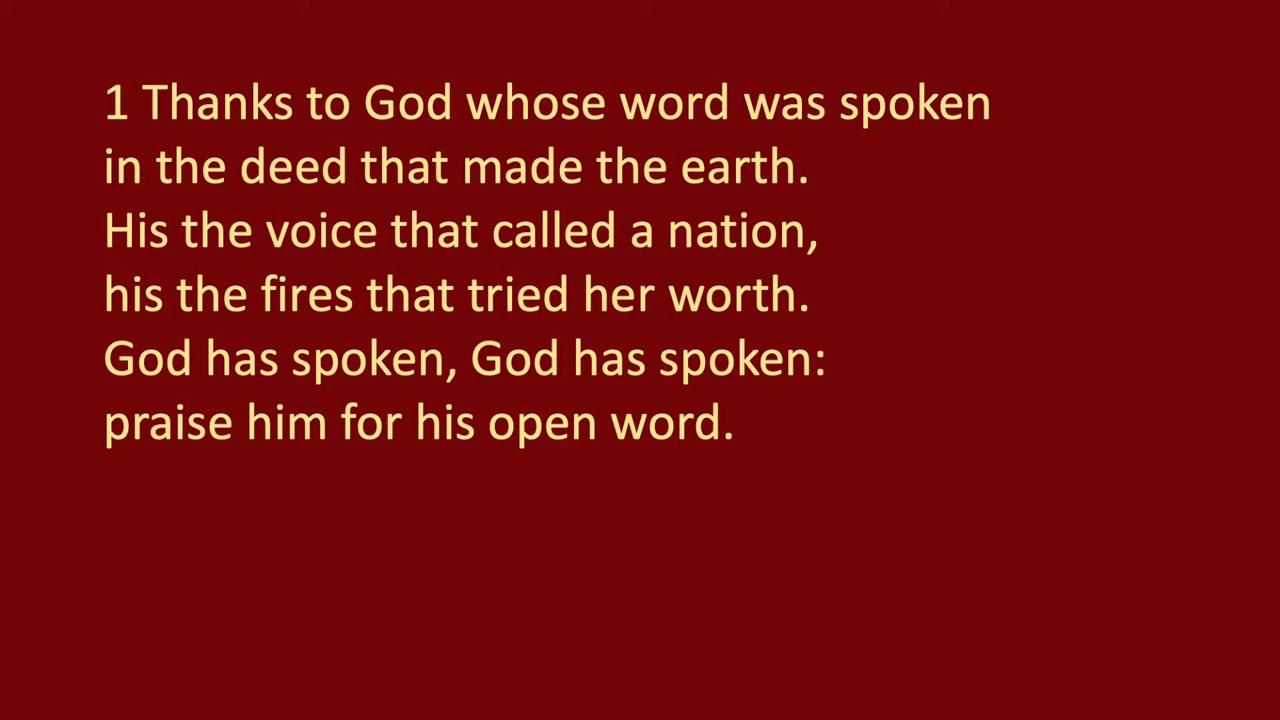 1 Thanks to God whose word was spoken
in the deed that made the earth.
His the voice that called a nation,
his the fires that tried her worth.
God has spoken, God has spoken:
praise him for his open word.